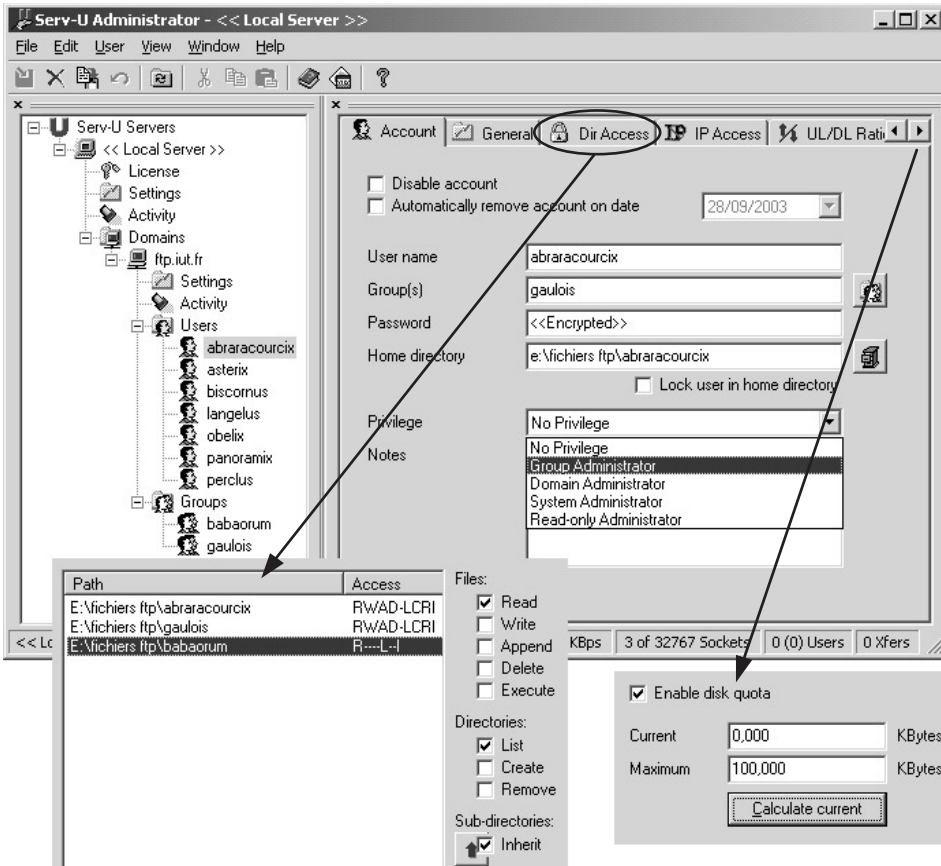 Serv-U Administrator - << Local Server >>
File Edit User View Window Help
Serv-U Servers
<< Local Server >>
License
Settings
Activity
Domains
ftp.iut.fr
Settings
Activity
Users
abraracourcix
asterix
biscornus
langelus
obelix
panoramix
perclus
Groups
babaorum
gaulois
Account General Dir Access IP Access UL/DL Rati
Disable account
Automatically remove account on date 28/09/2003
User name abraracourcix
Group(s) gaulois
Password <<Encrypted>>
Home directory e:\fichiers ftp\abraracourcix
Lock user in home directory
Privilege No Privilege
No Privilege
Group Administrator
Domain Administrator
System Administrator
Read-only Administrator
Notes
<< Lo KBps 3 of 32767 Sockets 0 (0) Users 0 Xfers
Path Access
E:\fichiers ftp\abraracourcix RWAD-LCRI
E:\fichiers ftp\gaulois RWAD-LCRI
E:\fichiers ftp\babaorum R----L--I
Files:
Read
Write
Append
Delete
Execute
Directories:
List
Create
Remove
Sub-directories:
Inherit
Enable disk quota
Current 0,000 KBytes
Maximum 100,000 KBytes
Calculate current